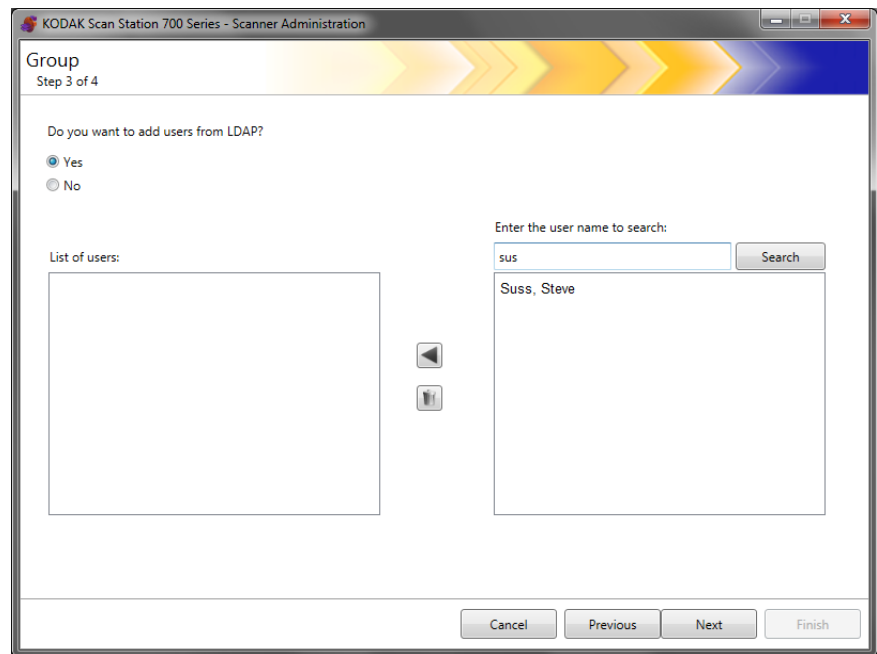 KODAK Scan Station 700 Series - Scanner Administration
Group
Step 3 of 4
Do you want to add users from LDAP?
Yes
No
Enter the user name to search:
List of users:
sus
Search
Suss, Steve
Cancel
Previous
Next
Finish